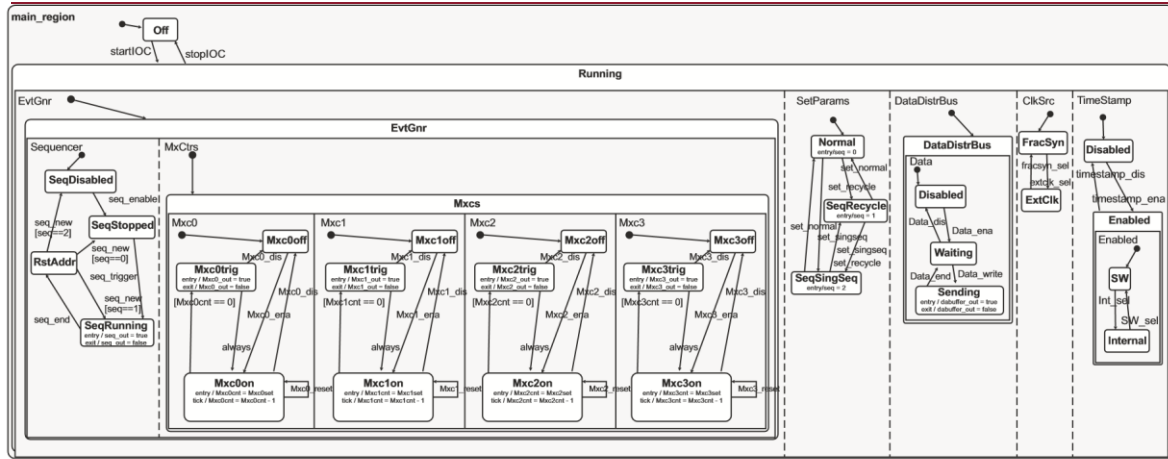 main_region
Off
startIOC
stopIOC
Running
EvtGnr
EvtGnr
Sequencer
SeqDisabled
seq_enable
SeqStopped
seq_new
[seq==2]
RstAddr
seq_new
[seq==0]
seq_trigger
seq_new
[seq==1]
seq_end
SeqRunning
entry / seq_out = true
exit / seq_out = false
MxCtrs
Mxcs
Mxc0
Mxc0off
Mxc0_dis
Mxc0trig
entry / Mxc0_out = true
exit / Mxc0_out = false
[Mxc0cnt == 0]
Mxc0_dis
Mxc0_ena
always
Mxc0on
entry / Mxc0cnt = Mxc0set
tick / Mxc0cnt = Mxc0cnt - 1
Mxc0_reset
Mxc1
Mxc1off
Mxc1_dis
Mxc1trig
entry / Mxc1_out = true
exit / Mxc1_out = false
[Mxc1cnt == 0]
Mxc1_dis
Mxc1_ena
always
Mxc1on
entry / Mxc1cnt = Mxc1set
tick / Mxc1cnt = Mxc1cnt - 1
Mxc1_reset
Mxc2
Mxc2off
Mxc2_dis
Mxc2trig
entry / Mxc2_out = true
exit / Mxc2_out = false
[Mxc2cnt == 0]
Mxc2_dis
Mxc2_ena
always
Mxc2on
entry / Mxc2cnt = Mxc2set
tick / Mxc2cnt = Mxc2cnt - 1
Mxc2_reset
Mxc3
Mxc3off
Mxc3_dis
Mxc3trig
entry / Mxc3_out = true
exit / Mxc3_out = false
[Mxc3cnt == 0]
Mxc3_dis
Mxc3_ena
always
Mxc3on
entry / Mxc3cnt = Mxc3set
tick / Mxc3cnt = Mxc3cnt - 1
Mxc3_reset
SetParams
Normal
entry/seq = 0
set_normal
set_recycle
SeqRecycle
entry/seq = 1
set_normal
set_singseq
set_singseq
set_recycle
SeqSingSeq
entry/seq = 2
DataDistrBus
DataDistrBus
Data
Disabled
Data_dis
Data_ena
Waiting
Data_end
Data_write
Sending
entry / dabuffer_out = true
exit / dabuffer_out = false
ClkSrc
FracSyn
fracsyn_sel
extclk_sel
ExtClk
TimeStamp
Disabled
timestamp_dis
timestamp_ena
Enabled
Enabled
SW
Int_sel
SW_sel
Internal